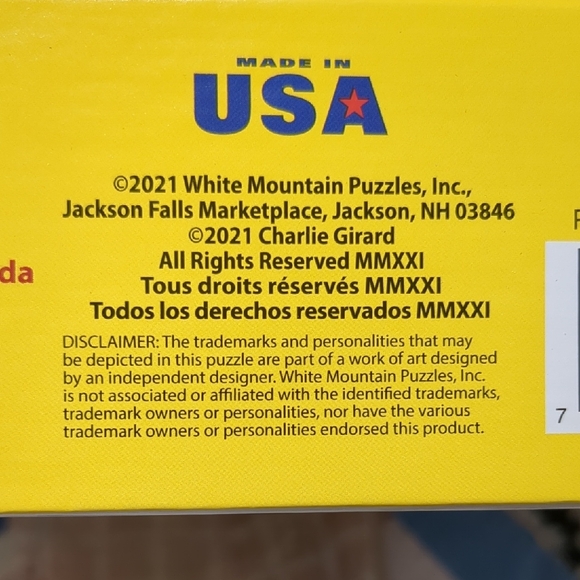 MADE IN
USA
©2021 White Mountain Puzzles, Inc.,
Jackson Falls Marketplace, Jackson, NH 03846
©2021 Charlie Girard
All Rights Reserved MMXXI
Tous droits réservés MMXXI
Todos los derechos reservados MMXXI
da
DISCLAIMER: The trademarks and personalities that may
be depicted in this puzzle are part of a work of art designed
by an independent designer. White Mountain Puzzles, Inc.
is not associated or affiliated with the identified trademarks,
trademark owners or personalities, nor have the various
trademark owners or personalities endorsed this product.
7